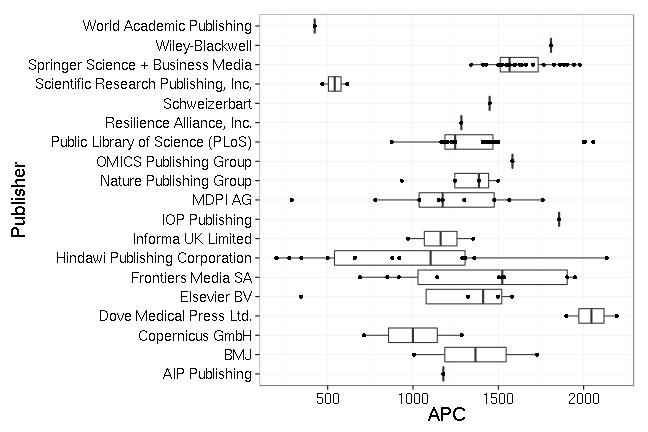 World Academic Publishing
Wiley-Blackwell
Springer Science + Business Media
Scientific Research Publishing, Inc,
Schweizerbart
Resilience Alliance, Inc.
Public Library of Science (PLoS)
OMICS Publishing Group
Nature Publishing Group
MDPI AG
IOP Publishing
Informa UK Limited
Hindawi Publishing Corporation
Frontiers Media SA
Elsevier BV
Dove Medical Press Ltd.
Copernicus GmbH
BMJ
AIP Publishing
Publisher
500 1000 1500 2000
APC